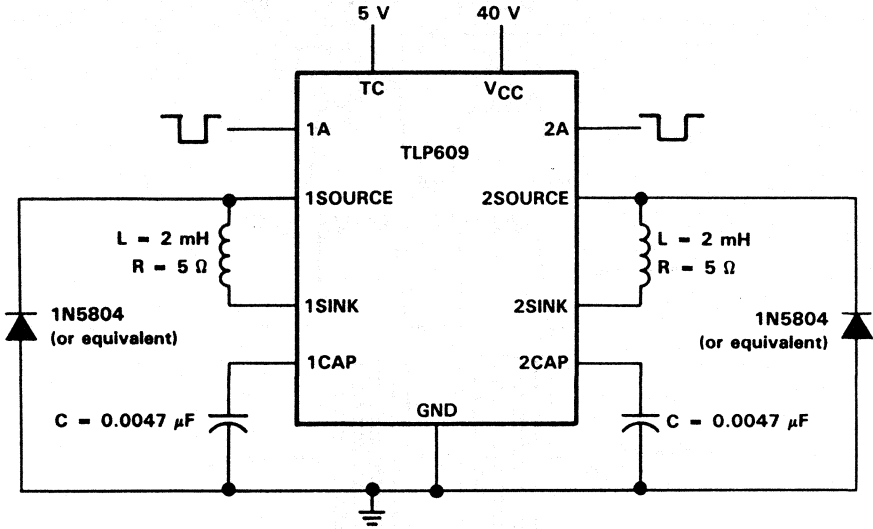 5 V
40 V
TC
VCC
1A
2A
TLP609
1SOURCE
2SOURCE
L = 2 mH
R = 5 Ω
L = 2 mH
R = 5 Ω
1SINK
2SINK
1N5804
(or equivalent)
1N5804
(or equivalent)
1CAP
2CAP
C = 0.0047 μF
GND
C = 0.0047 μF